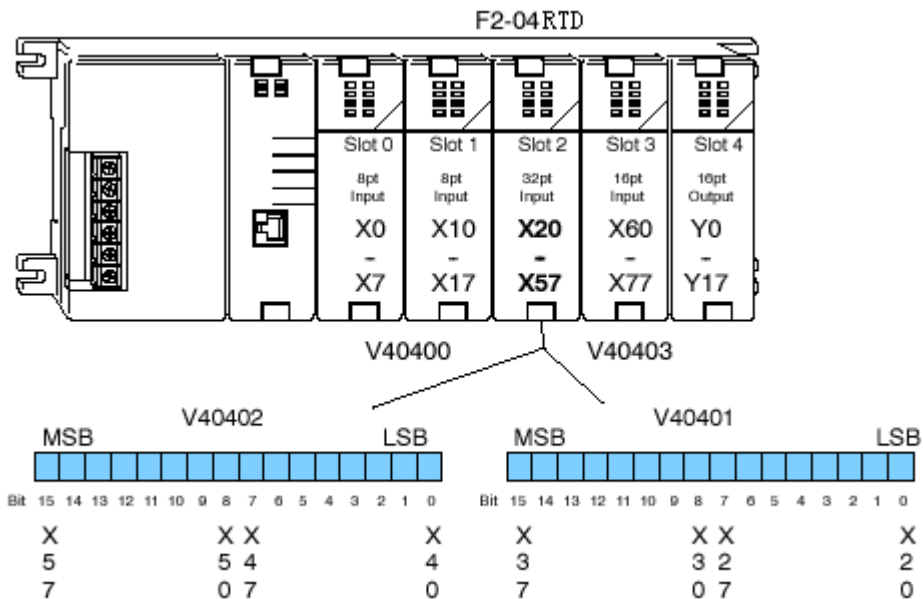 F2-04RTD
Slot 0 Slot 1 Slot 2 Slot 3 Slot 4
8pt Input 8pt Input 32pt Input 16pt Input 16pt Output
X0 X10 X20 X60 Y0
- - - - -
X7 X17 X57 X77 Y17
V40400 V40403
V40402 V40401
MSB LSB MSB LSB
Bit 15 14 13 12 11 10 9 8 7 6 5 4 3 2 1 0 Bit 15 14 13 12 11 10 9 8 7 6 5 4 3 2 1 0
X X X X X X X X
5 5 4 4 3 3 2 2
7 0 7 0 7 0 7 0